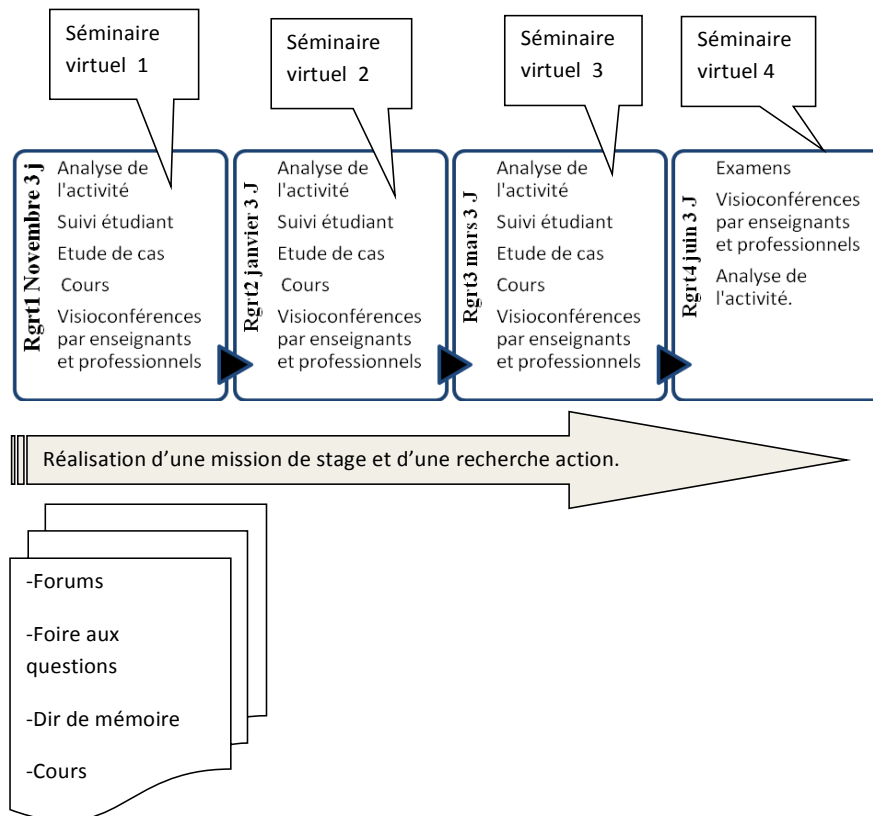 Séminaire
virtuel 1
Séminaire
virtuel 2
Séminaire
virtuel 3
Séminaire
virtuel 4
Rgrt1 Novembre 3 j
Analyse de
l'activité
Suivi étudiant
Etude de cas
Cours
Visioconférences
par enseignants
et professionnels
Rgrt2 janvier 3 J
Analyse de
l'activité
Suivi étudiant
Etude de cas
Cours
Visioconférences
par enseignants
et professionnels
Rgrt3 mars 3 J
Analyse de
l'activité
Suivi étudiant
Etude de cas
Cours
Visioconférences
par enseignants
et professionnels
Rgrt4 juin 3 J
Examens
Visioconférences
par enseignants
et professionnels
Analyse de
l'activité.
Réalisation d’une mission de stage et d’une recherche action.
-Forums
-Foire aux
questions
-Dir de mémoire
-Cours